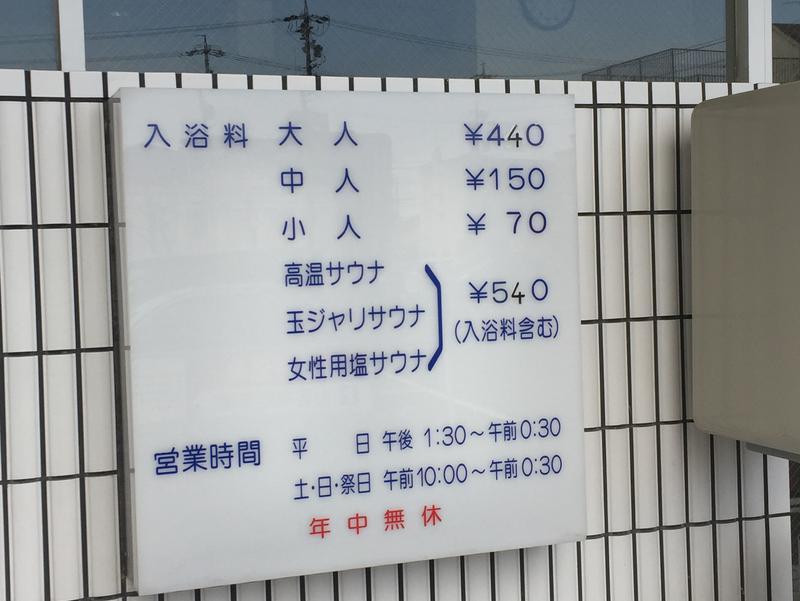 入浴料 大人 ¥440
中人 ¥150
小人 ¥ 70
高温サウナ
玉ジャリサウナ
女性用塩サウナ
¥540
(入浴料含む)
営業時間 平 日 午後 1:30～午前0:30
土・日・祭日 午前10:00～午前0:30
年中無休